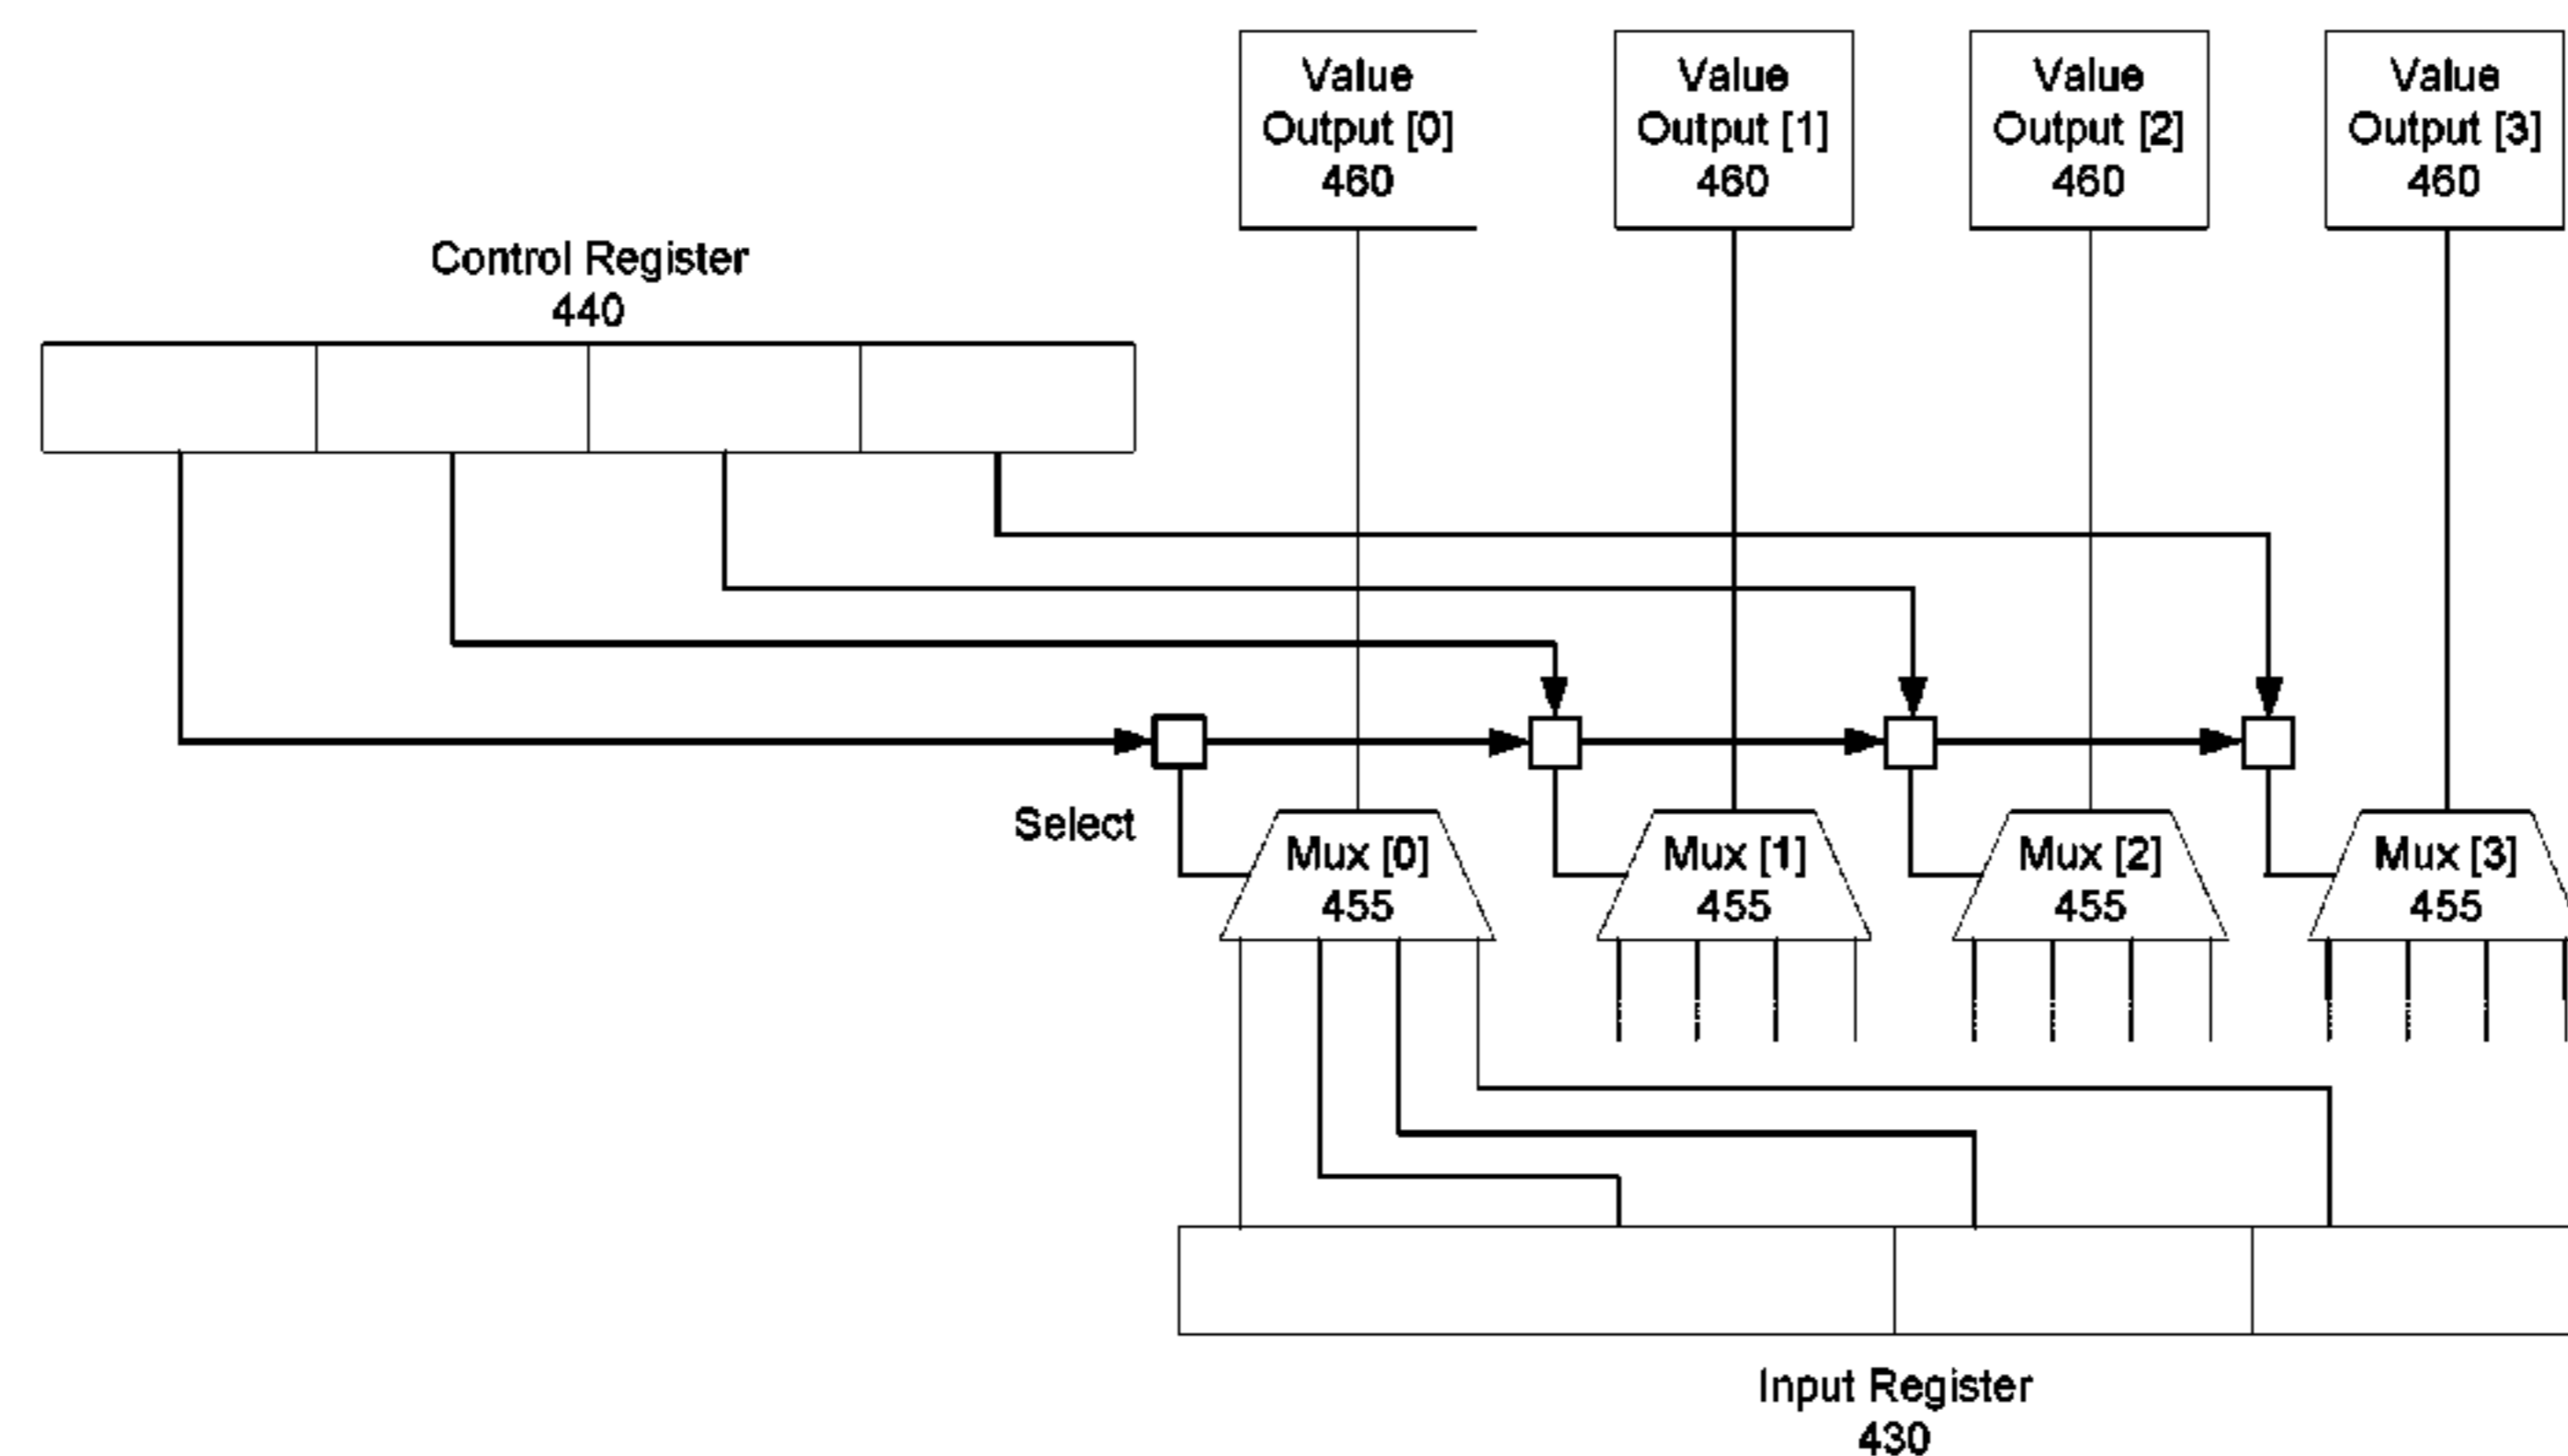 Value
Output [0]
460
Value
Output [1]
460
Value
Output [2]
460
Value
Output [3]
460
Control Register
440
Select
Mux [0]
455
Mux [1]
455
Mux [2]
455
Mux [3]
455
Input Register
430